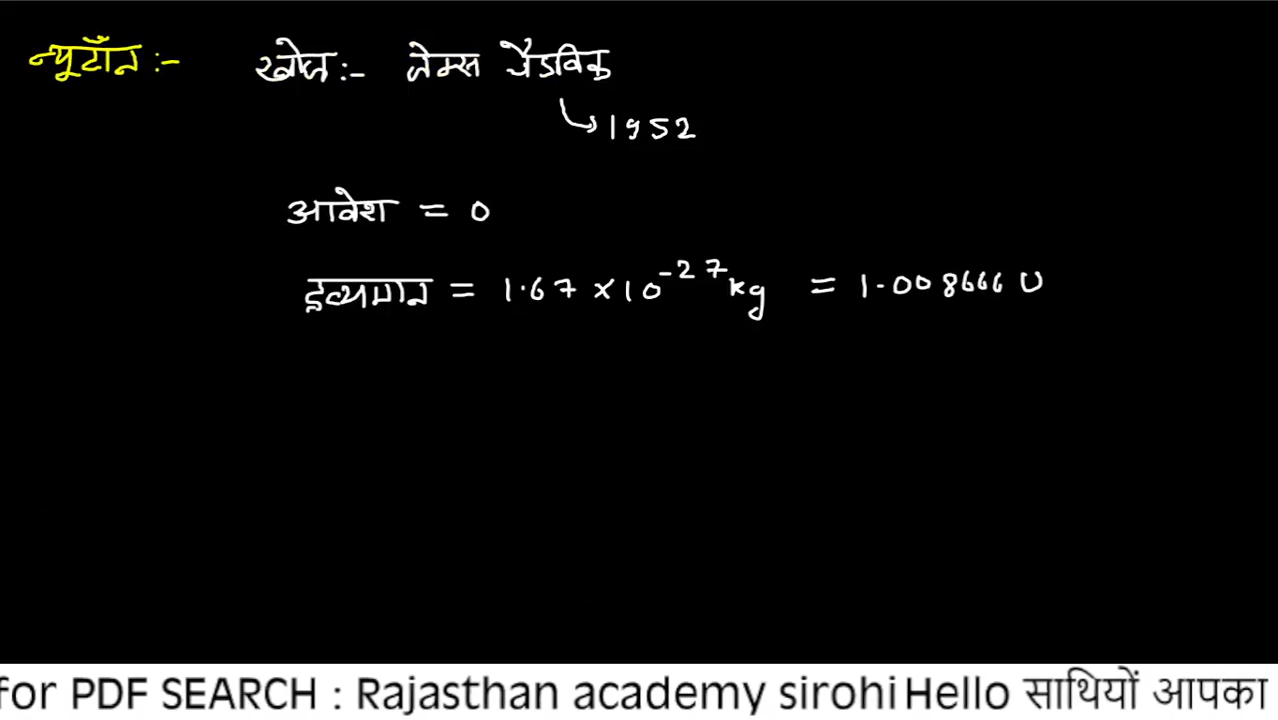 न्यूटॉन :- खोज :- जेम्स चैडविक
1952
आवेश = 0
द्रव्यमान = 1.67 × 10⁻²⁷ kg = 1.008666 U
for PDF SEARCH : Rajasthan academy sirohi Hello साथियों आपका